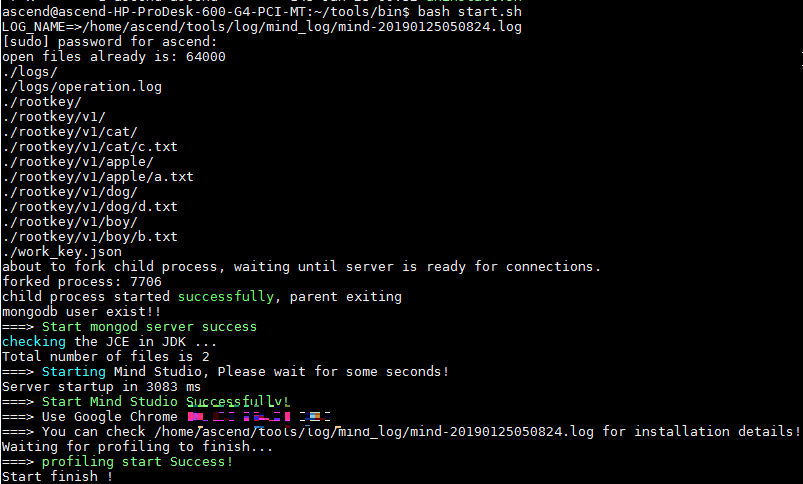 ascend@ascend-HP-ProDesk-600-G4-PCI-MT:~/tools/bin$ bash start.sh
LOG_NAME=>/home/ascend/tools/log/mind_log/mind-20190125050824.log
[sudo] password for ascend:
open files already is: 64000
./logs/
./logs/operation.log
./rootkey/
./rootkey/v1/
./rootkey/v1/cat/
./rootkey/v1/cat/c.txt
./rootkey/v1/apple/
./rootkey/v1/apple/a.txt
./rootkey/v1/dog/
./rootkey/v1/dog/d.txt
./rootkey/v1/boy/
./rootkey/v1/boy/b.txt
./work_key.json
about to fork child process, waiting until server is ready for connections.
forked process: 7706
child process started successfully, parent exiting
mongodb user exist!!
===> Start mongod server success
checking the JCE in JDK ...
Total number of files is 2
===> Starting Mind Studio, Please wait for some seconds!
Server startup in 3083 ms
===> Start Mind Studio Successfully!
===> Use Google Chrome
===> You can check /home/ascend/tools/log/mind_log/mind-20190125050824.log for installation details!
Waiting for profiling to finish...
===> profiling start Success!
Start finish !